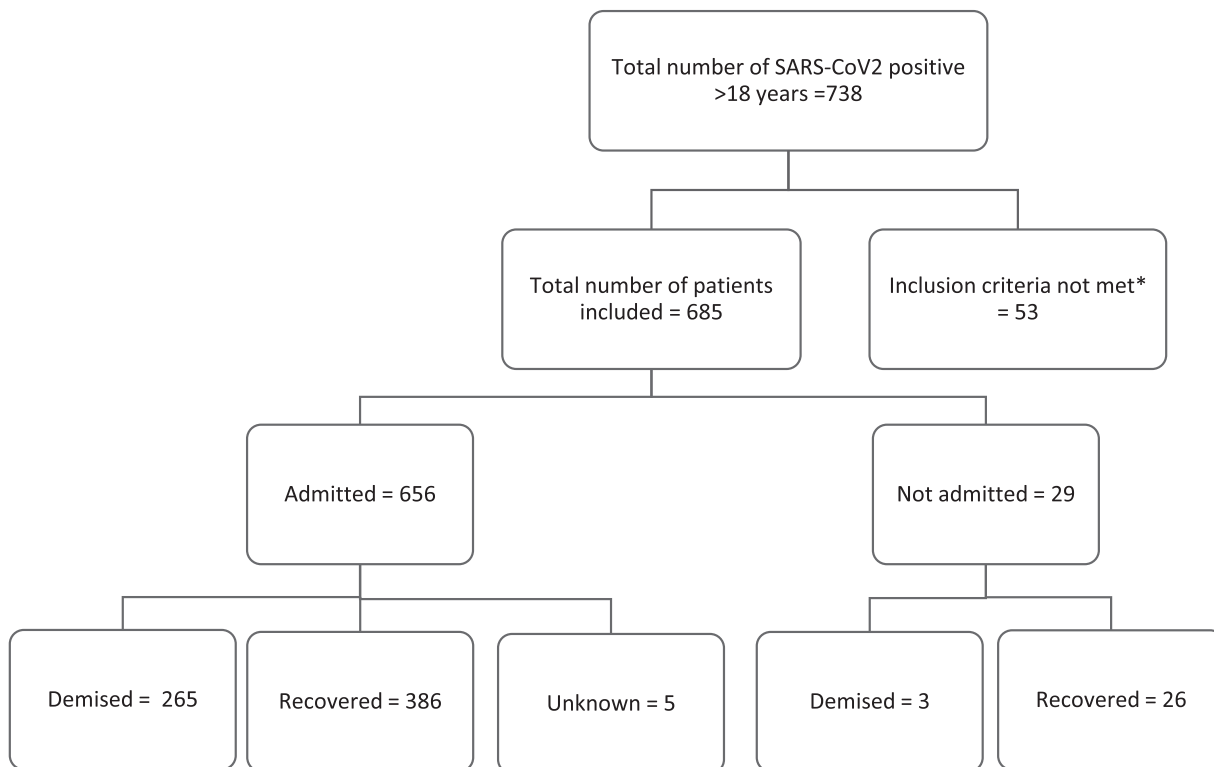 Total number of SARS-CoV2 positive
>18 years =738
Total number of patients
included = 685
Inclusion criteria not met*
= 53
Admitted = 656
Not admitted = 29
Demised =  265
Recovered = 386
Unknown = 5
Demised = 3
Recovered = 26